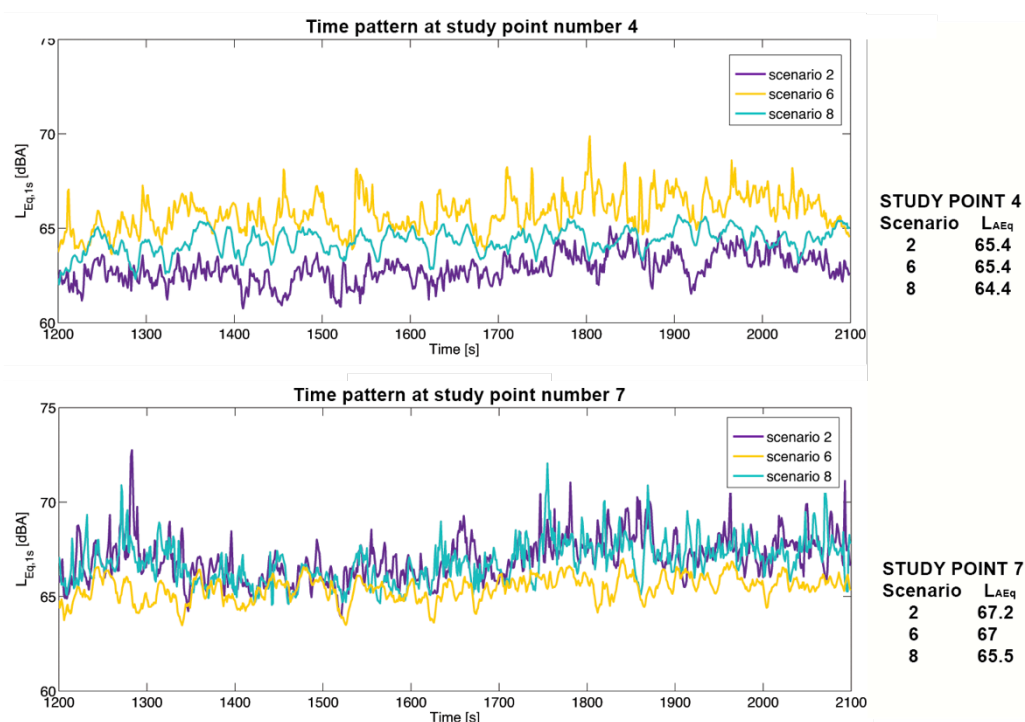 Time pattern at study point number 4
75
70
65
60
L Eq,1s [dBA]
scenario 2
scenario 6
scenario 8
1200 1300 1400 1500 1600 1700 1800 1900 2000 2100
Time [s]
STUDY POINT 4
Scenario LAEq
2 65.4
6 65.4
8 64.4
Time pattern at study point number 7
75
70
65
60
L Eq,1s [dBA]
scenario 2
scenario 6
scenario 8
1200 1300 1400 1500 1600 1700 1800 1900 2000 2100
Time [s]
STUDY POINT 7
Scenario LAEq
2 67.2
6 67
8 65.5